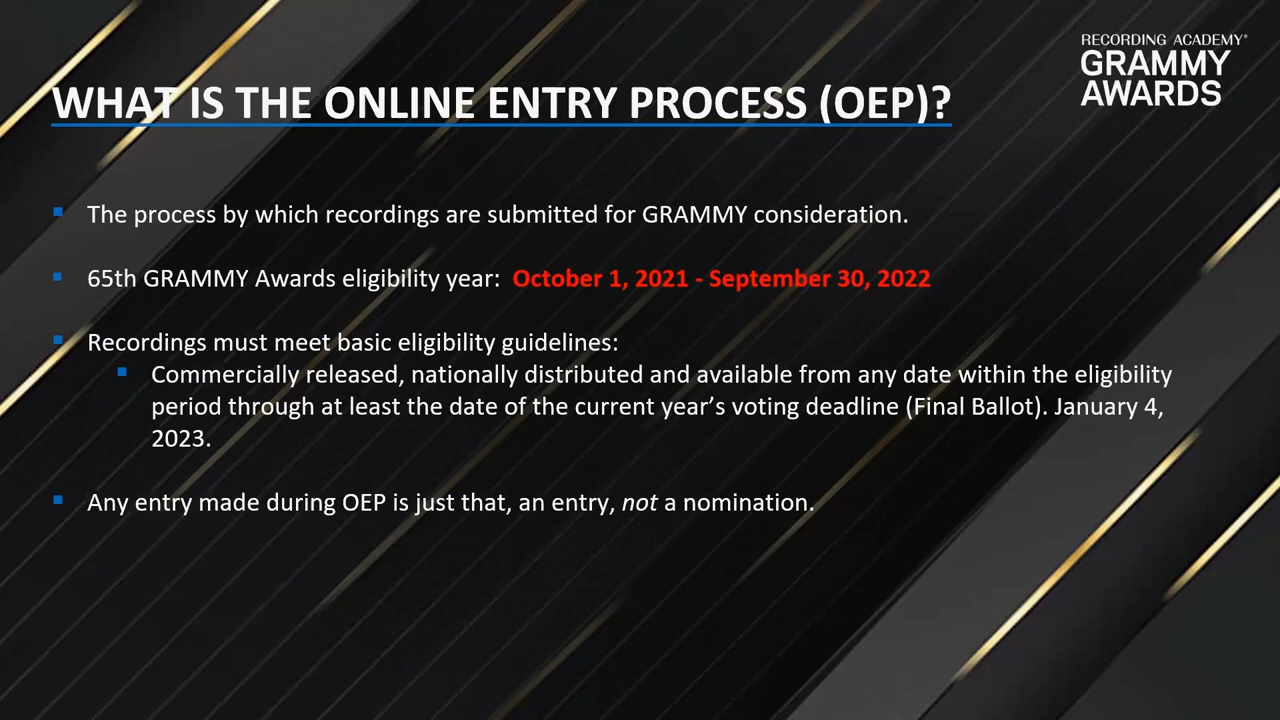 RECORDING ACADEMY®
GRAMMY
AWARDS
WHAT IS THE ONLINE ENTRY PROCESS (OEP)?
The process by which recordings are submitted for GRAMMY consideration.
65th GRAMMY Awards eligibility year: October 1, 2021 - September 30, 2022
Recordings must meet basic eligibility guidelines:
Commercially released, nationally distributed and available from any date within the eligibility
period through at least the date of the current year’s voting deadline (Final Ballot). January 4,
2023.
Any entry made during OEP is just that, an entry, not a nomination.